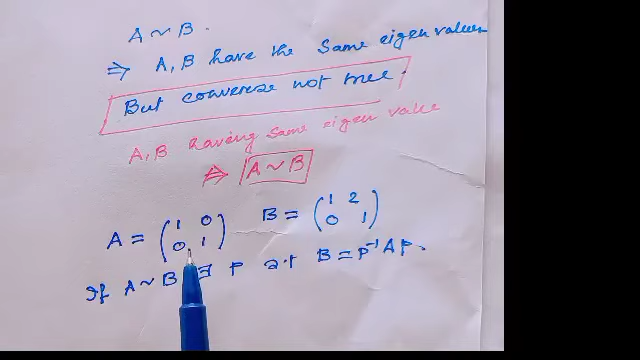 A ~ B.
⇒ A, B have the same eigen values
But converse not true.
A, B having same eigen value
⇏ A ~ B
A = (1 0
0 1) B = (1 2
0 1)
If A ~ B ∃ P s.t B = P⁻¹AP.